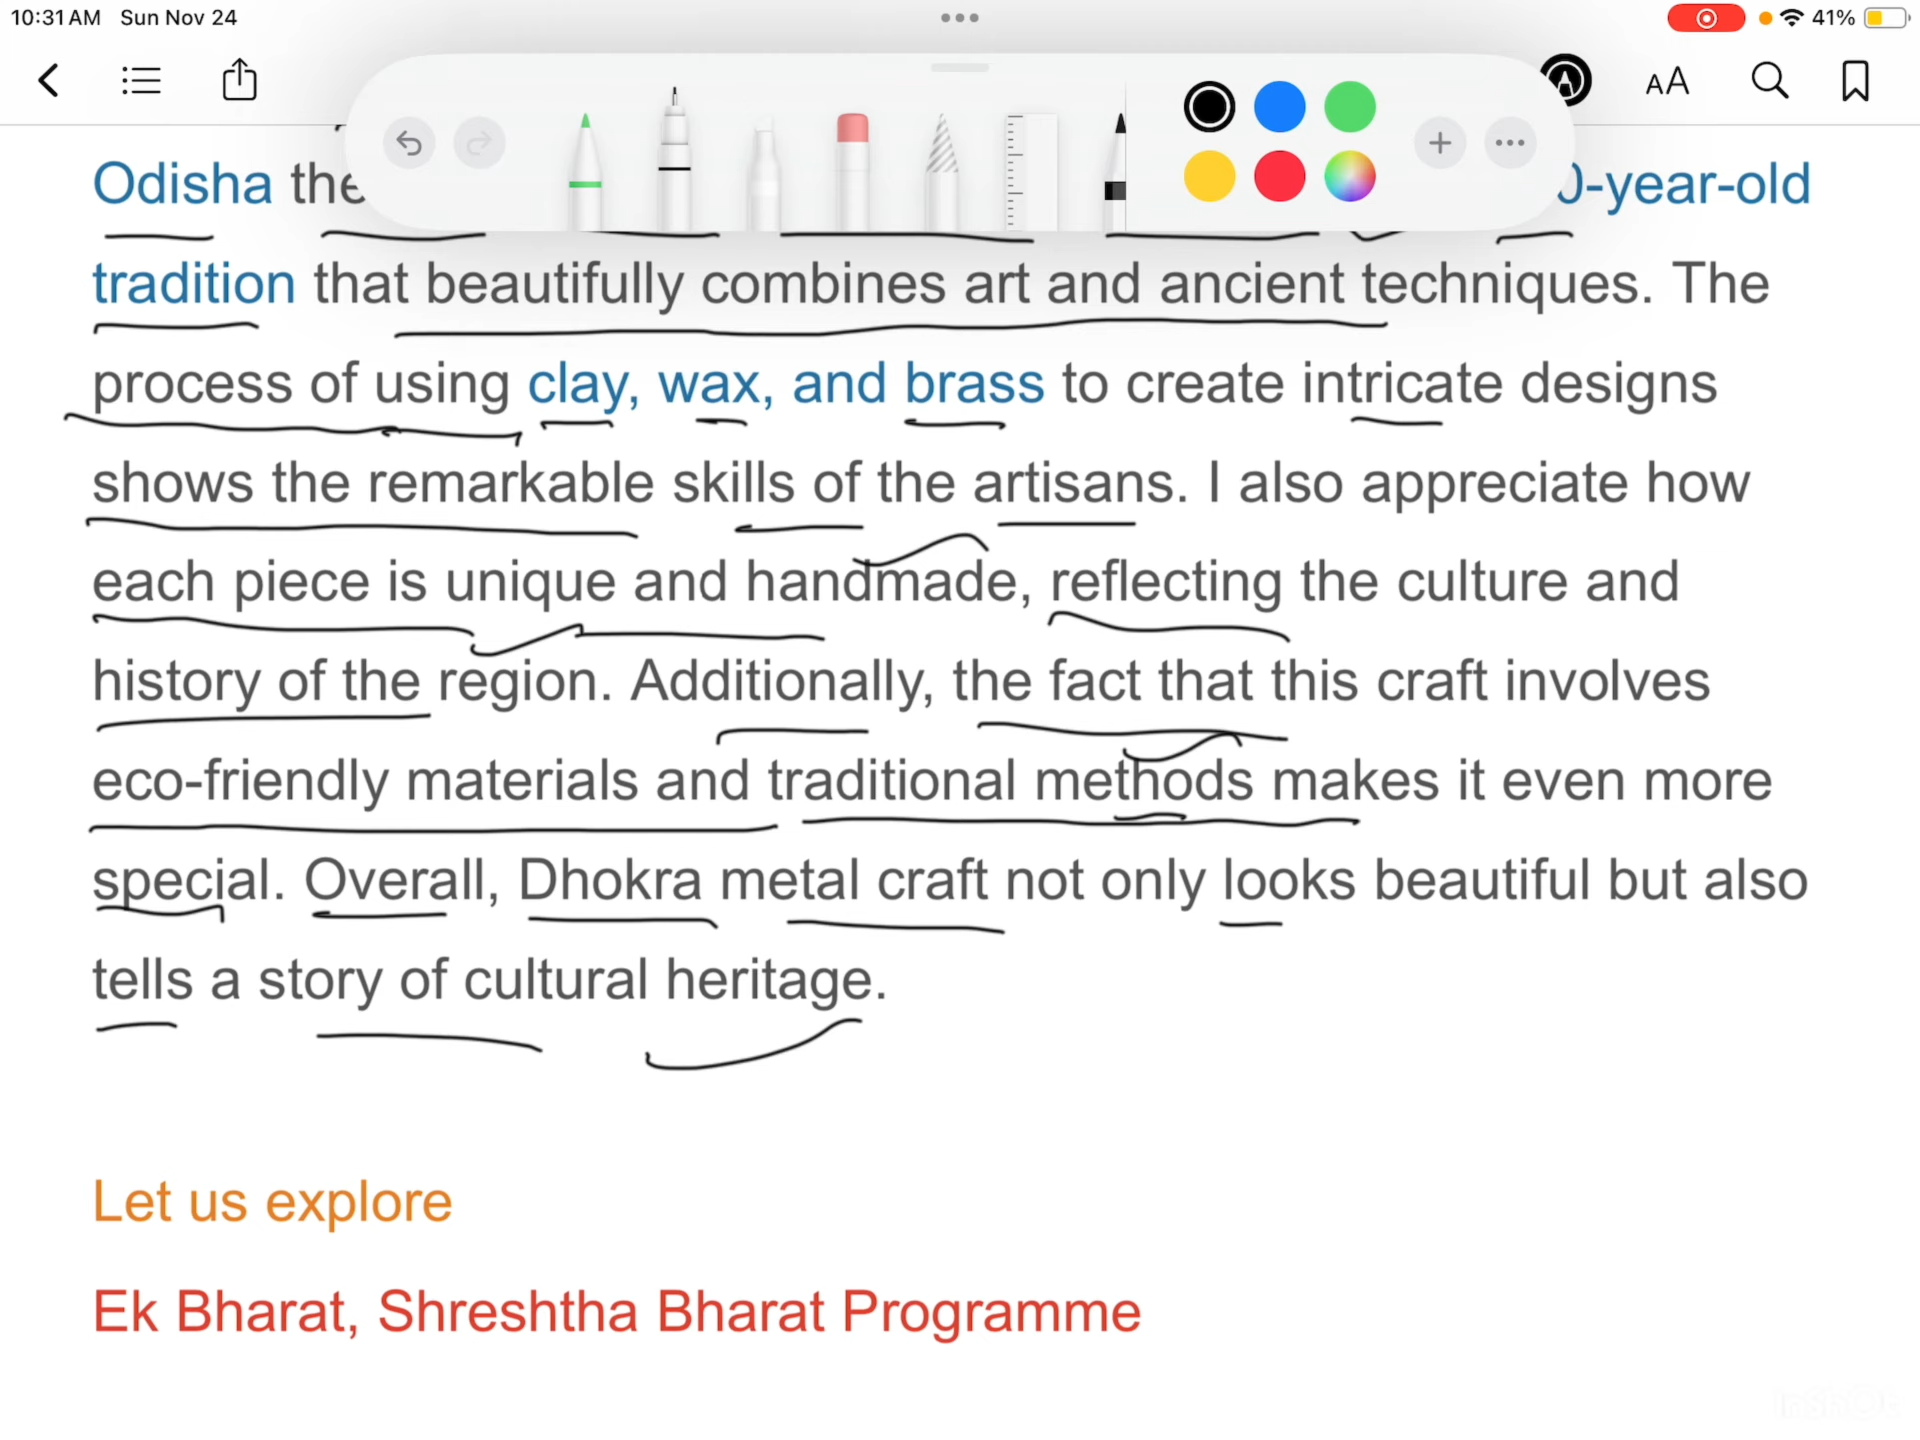 10:31 AM Sun Nov 24
41%
AA
Odisha the
0-year-old
tradition that beautifully combines art and ancient techniques. The
process of using clay, wax, and brass to create intricate designs
shows the remarkable skills of the artisans. I also appreciate how
each piece is unique and handmade, reflecting the culture and
history of the region. Additionally, the fact that this craft involves
eco-friendly materials and traditional methods makes it even more
special. Overall, Dhokra metal craft not only looks beautiful but also
tells a story of cultural heritage.
Let us explore
Ek Bharat, Shreshtha Bharat Programme